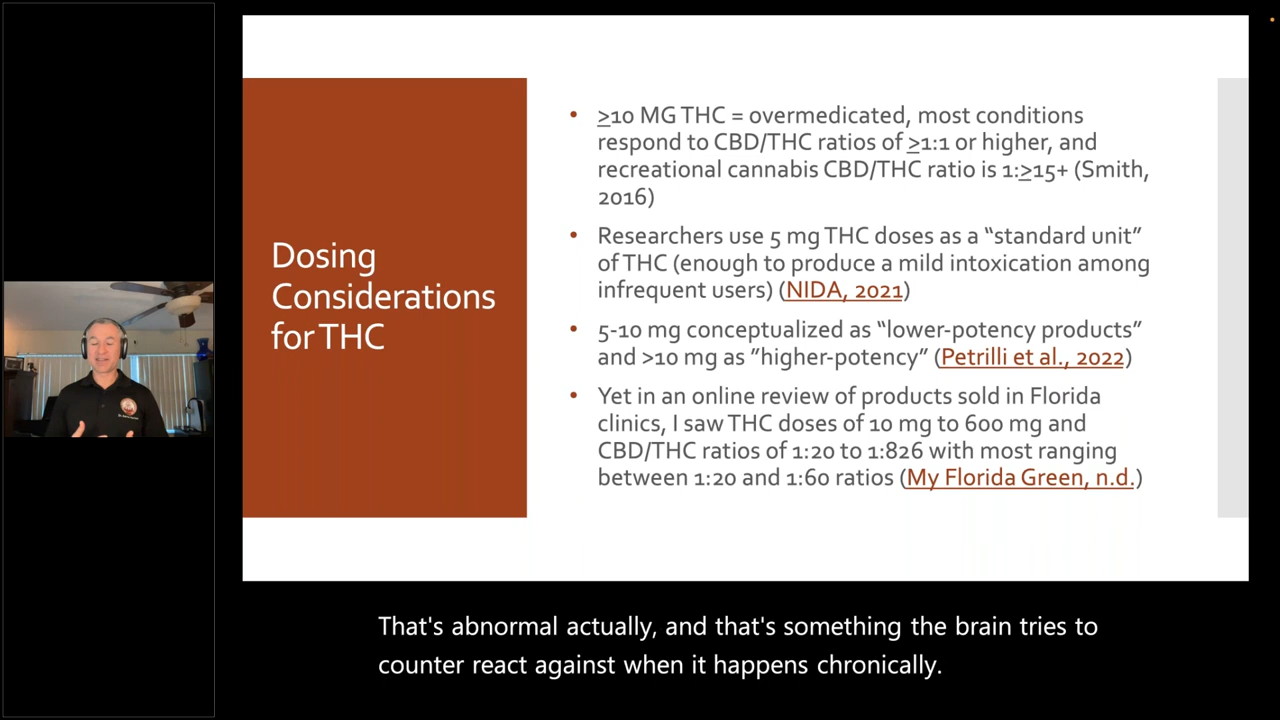 Dosing
Considerations
for THC
• >10 MG THC = overmedicated, most conditions
respond to CBD/THC ratios of >1:1 or higher, and
recreational cannabis CBD/THC ratio is 1:>15+ (Smith,
2016)
• Researchers use 5 mg THC doses as a “standard unit”
of THC (enough to produce a mild intoxication among
infrequent users) (NIDA, 2021)
• 5-10 mg conceptualized as “lower-potency products”
and >10 mg as ”higher-potency” (Petrilli et al., 2022)
• Yet in an online review of products sold in Florida
clinics, I saw THC doses of 10 mg to 600 mg and
CBD/THC ratios of 1:20 to 1:826 with most ranging
between 1:20 and 1:60 ratios (My Florida Green, n.d.)
That's abnormal actually, and that's something the brain tries to
counter react against when it happens chronically.